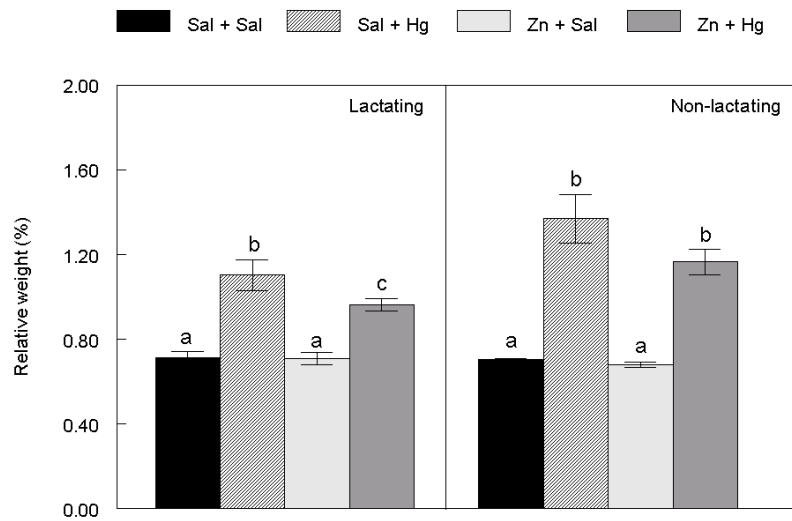 Sal + Sal Sal + Hg Zn + Sal Zn + Hg
Lactating Non-lactating
Relative weight (%)
2.00
1.60
1.20
0.80
0.40
0.00
a b a c
a b a b